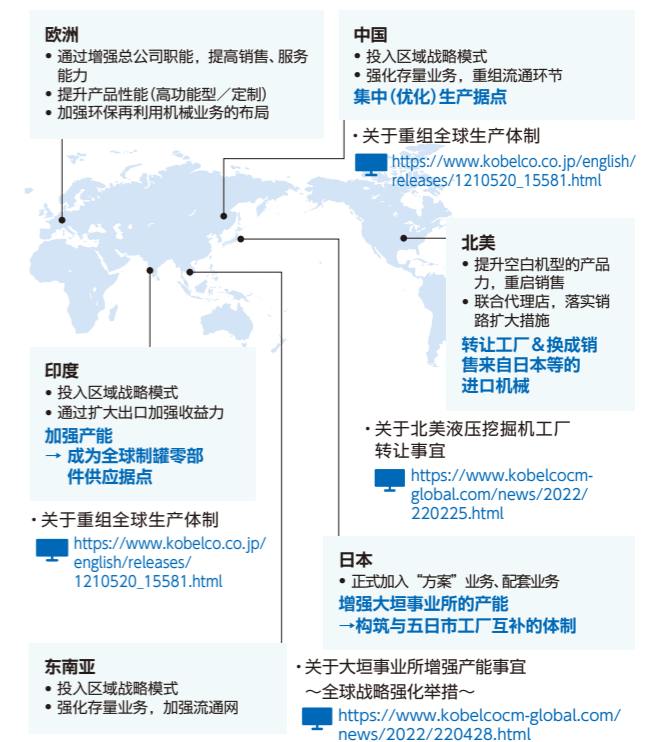 欧洲
• 通过增强总公司职能，提高销售、服务
能力
• 提升产品性能（高功能型／定制）
• 加强环保再利用机械业务的布局
中国
• 投入区域战略模式
• 强化存量业务，重组流通环节
集中（优化）生产据点
・关于重组全球生产体制
https://www.kobelco.co.jp/english/
releases/1210520_15581.html
北美
• 提升空白机型的产品
力，重启销售
• 联合代理店，落实销
路扩大措施
转让工厂＆换成销
售来自日本等的
进口机械
・关于北美液压挖掘机工厂
转让事宜
https://www.kobelcocm-
global.com/news/2022/
220225.html
印度
• 投入区域战略模式
• 通过扩大出口加强收益力
加强产能
→ 成为全球制罐零部
件供应据点
・关于重组全球生产体制
https://www.kobelco.co.jp/
english/releases/
1210520_15581.html
日本
• 正式加入“方案”业务、配套业务
增强大垣事业所的产能
→构筑与五日市工厂互补的体制
・关于大垣事业所增强产能事宜
～全球战略强化举措～
https://www.kobelcocm-global.com/
news/2022/220428.html
东南亚
• 投入区域战略模式
• 强化存量业务，加强流通网